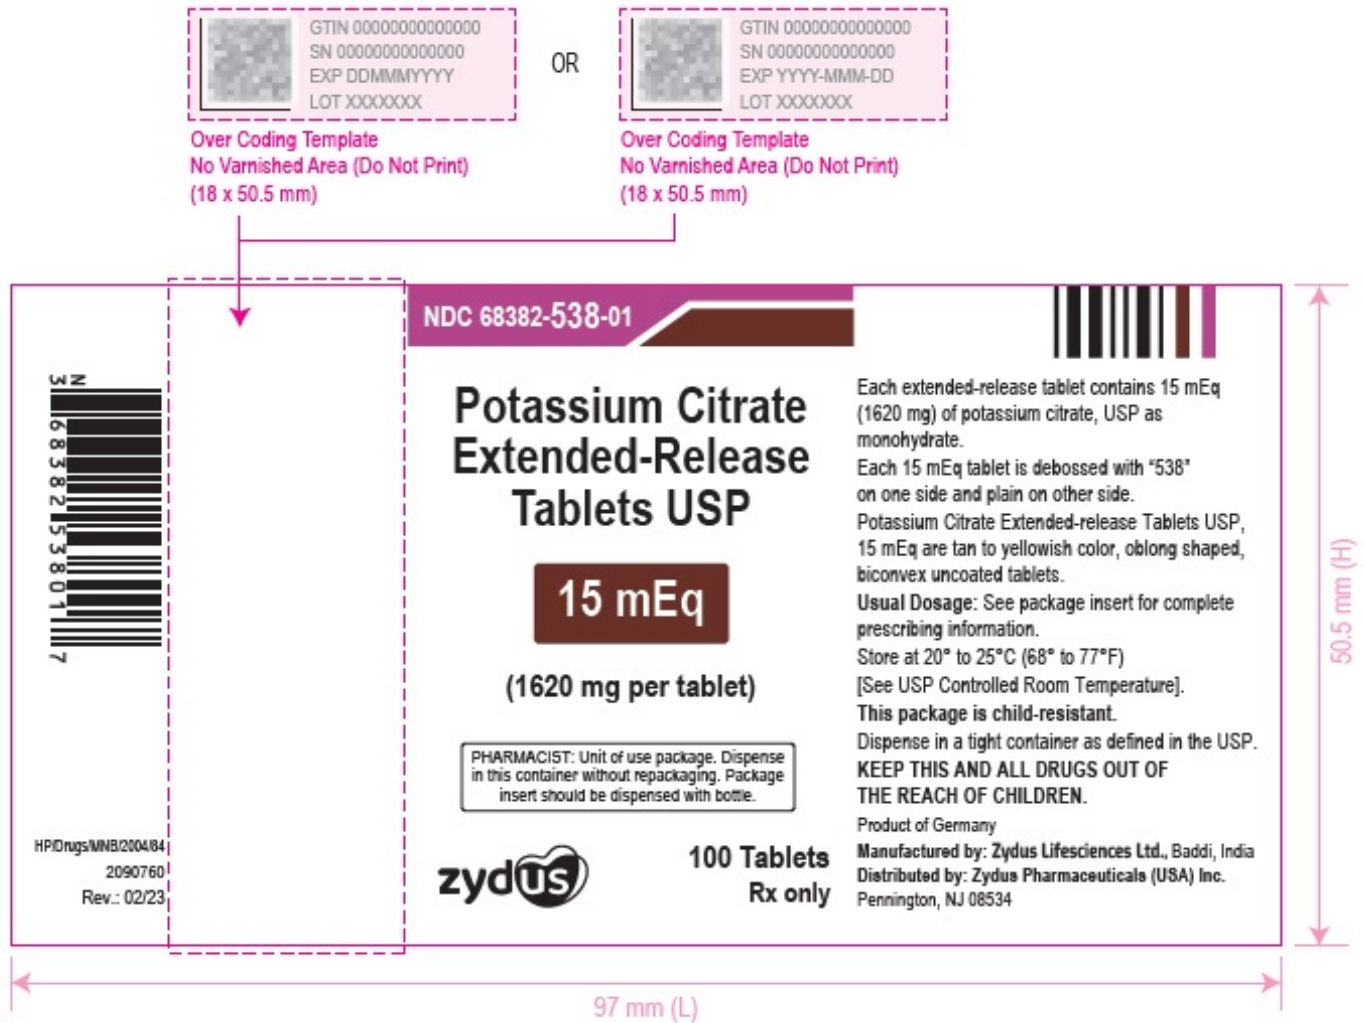 GTIN 00000000000000
SN 00000000000000
EXP DDMMMYYYY
LOT XXXXXXX
OR
GTIN 00000000000000
SN 00000000000000
EXP YYYY-MMM-DD
LOT XXXXXXX
Over Coding Template
No Varnished Area (Do Not Print)
(18 x 50.5 mm)
Over Coding Template
No Varnished Area (Do Not Print)
(18 x 50.5 mm)
N
3 68382 53801 7
HP/Drugs/MNB/2004/84
2090760
Rev.: 02/23
NDC 68382-538-01
Potassium Citrate
Extended-Release
Tablets USP
15 mEq
(1620 mg per tablet)
PHARMACIST: Unit of use package. Dispense
in this container without repackaging. Package
insert should be dispensed with bottle.
zydus
100 Tablets
Rx only
Each extended-release tablet contains 15 mEq
(1620 mg) of potassium citrate, USP as
monohydrate.
Each 15 mEq tablet is debossed with “538”
on one side and plain on other side.
Potassium Citrate Extended-release Tablets USP,
15 mEq are tan to yellowish color, oblong shaped,
biconvex uncoated tablets.
Usual Dosage: See package insert for complete
prescribing information.
Store at 20° to 25°C (68° to 77°F)
[See USP Controlled Room Temperature].
This package is child-resistant.
Dispense in a tight container as defined in the USP.
KEEP THIS AND ALL DRUGS OUT OF
THE REACH OF CHILDREN.
Product of Germany
Manufactured by: Zydus Lifesciences Ltd., Baddi, India
Distributed by: Zydus Pharmaceuticals (USA) Inc.
Pennington, NJ 08534
50.5 mm (H)
97 mm (L)